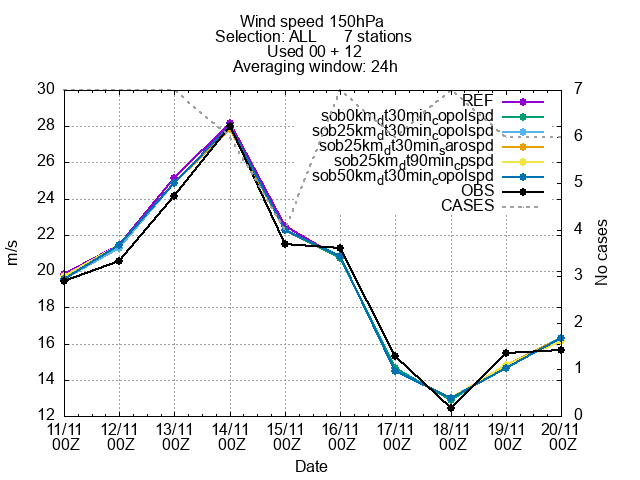 Wind speed 150hPa
Selection: ALL 7 stations
Used 00 + 12
Averaging window: 24h
30
28
26
24
22
20
18
16
14
12
m/s
7
6
5
4
3
2
1
0
No cases
REF
sob0km_dt30min_copolspd
sob25km_dt30min_copolspd
sob25km_dt30min_sarospd
sob25km_dt90min_cpspd
sob50km_dt30min_copolspd
OBS
CASES
11/11 12/11 13/11 14/11 15/11 16/11 17/11 18/11 19/11 20/11
00Z 00Z 00Z 00Z 00Z 00Z 00Z 00Z 00Z 00Z
Date